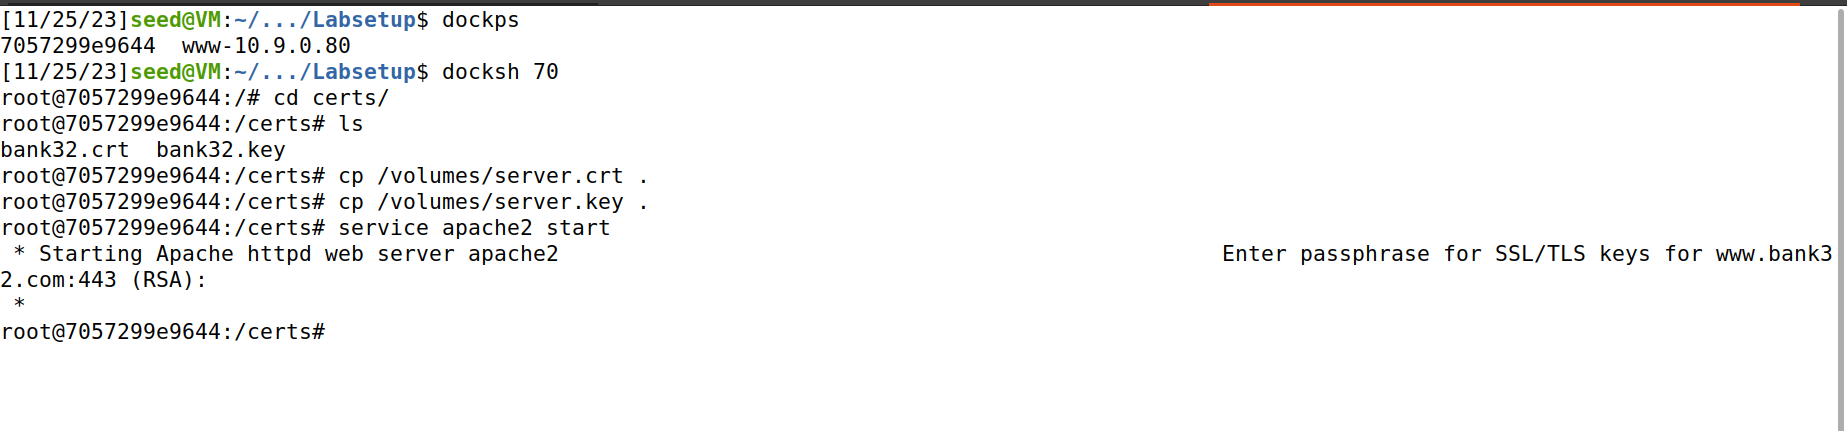 [11/25/23]seed@VM:~/.../Labsetup$ dockps
7057299e9644  www-10.9.0.80
[11/25/23]seed@VM:~/.../Labsetup$ docksh 70
root@7057299e9644:/# cd certs/
root@7057299e9644:/certs# ls
bank32.crt  bank32.key
root@7057299e9644:/certs# cp /volumes/server.crt .
root@7057299e9644:/certs# cp /volumes/server.key .
root@7057299e9644:/certs# service apache2 start
 * Starting Apache httpd web server apache2                                                   Enter passphrase for SSL/TLS keys for www.bank3
2.com:443 (RSA):
 *
root@7057299e9644:/certs#